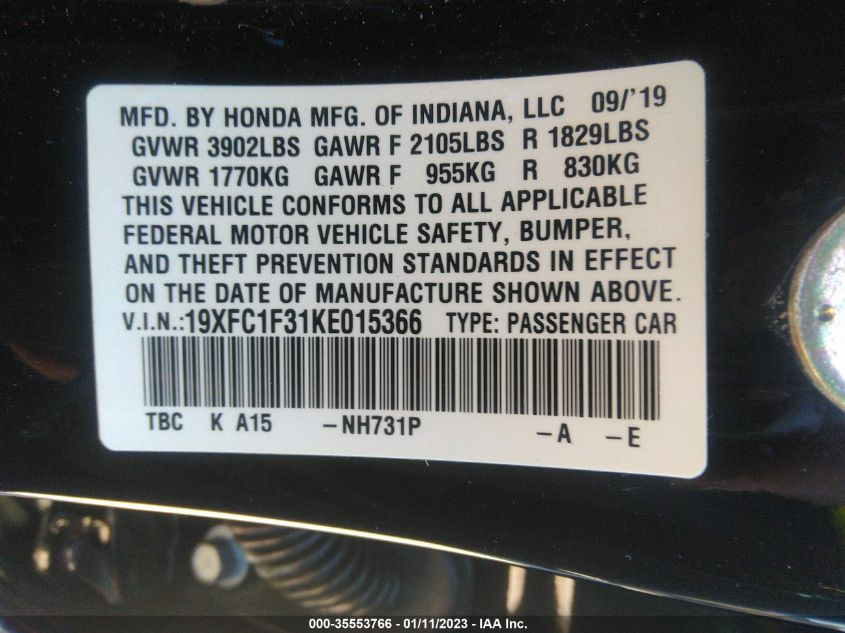 MFD. BY HONDA MFG. OF INDIANA, LLC 09/'19
GVWR 3902LBS GAWR F 2105LBS R 1829LBS
GVWR 1770KG GAWR F 955KG R 830KG
THIS VEHICLE CONFORMS TO ALL APPLICABLE
FEDERAL MOTOR VEHICLE SAFETY, BUMPER,
AND THEFT PREVENTION STANDARDS IN EFFECT
ON THE DATE OF MANUFACTURE SHOWN ABOVE.
V.I.N.:19XFC1F31KE015366 TYPE: PASSENGER CAR
TBC K A15 -NH731P -A -E
000-35553766 - 01/11/2023 - IAA Inc.